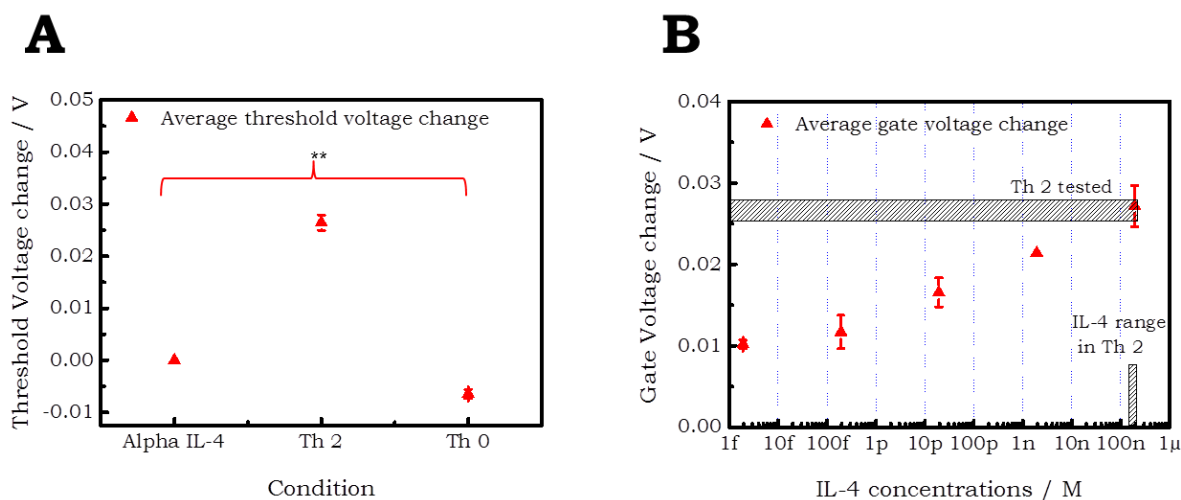 A
Threshold Voltage change / V
0.05
0.04
0.03
0.02
0.01
0.00
-0.01
Average threshold voltage change
**
Alpha IL-4 Th 2 Th 0
Condition
B
Gate Voltage change / V
0.04
0.03
0.02
0.01
0.00
Average gate voltage change
Th 2 tested
IL-4 range
in Th 2
1f 10f 100f 1p 10p 100p 1n 10n 100n 1µ
IL-4 concentrations / M